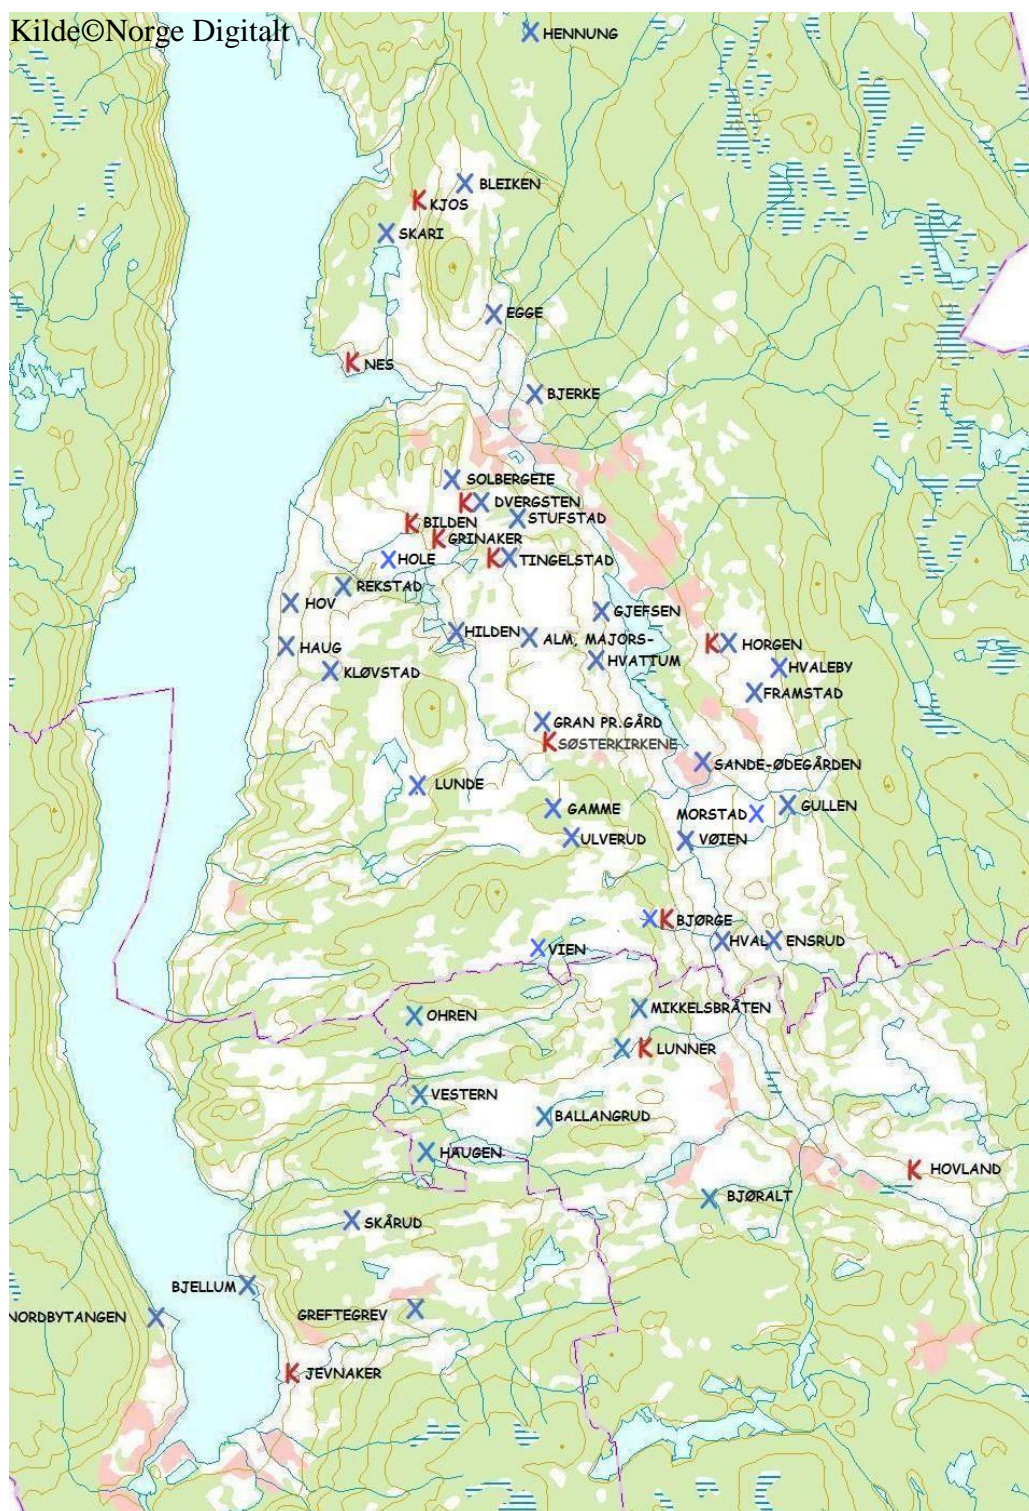 Kilde©Norge Digitalt
HENNUNG
BLEIKEN
K KJOS
SKARI
EGGE
K NES
BJERKE
SOLBERGEIE
K DVERGSTEN
STUFSTAD
K BILDEN
K GRINAKER
HOLE
K TINGELSTAD
REKSTAD
HOV
GJEFSEN
HILDEN
ALM, MAJORS-
K HORGEN
HAUG
HVATTUM
HVALEBY
KLØVSTAD
FRAMSTAD
GRAN PR.GÅRD
K SØSTERKIRKENE
SANDE-ØDEGÅRDEN
LUNDE
GAMME
MORSTAD
GULLEN
ULVERUD
VØIEN
K BJØRGE
HVAL
ENSRUD
VIEN
OHREN
MIKKELSBRÅTEN
K LUNNER
VESTERN
BALLANGRUD
HAUGEN
K HOVLAND
BJØRALT
SKÅRUD
BJELLUM
GREFTEGREV
NORDBYTANGEN
K JEVNAKER